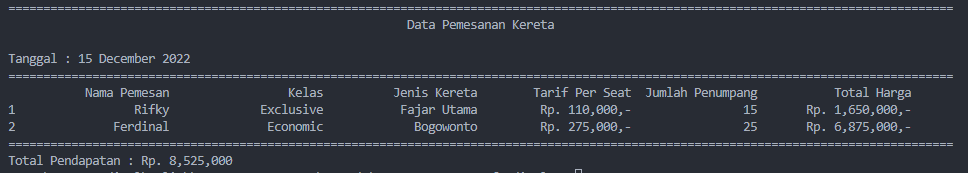 ==========================================================================================
Data Pemesanan Kereta
Tanggal : 15 December 2022
==========================================================================================
Nama Pemesan Kelas Jenis Kereta Tarif Per Seat Jumlah Penumpang Total Harga
1 Rifky Exclusive Fajar Utama Rp. 110,000,- 15 Rp. 1,650,000,-
2 Ferdinal Economic Bogowonto Rp. 275,000,- 25 Rp. 6,875,000,-
==========================================================================================
Total Pendapatan : Rp. 8,525,000